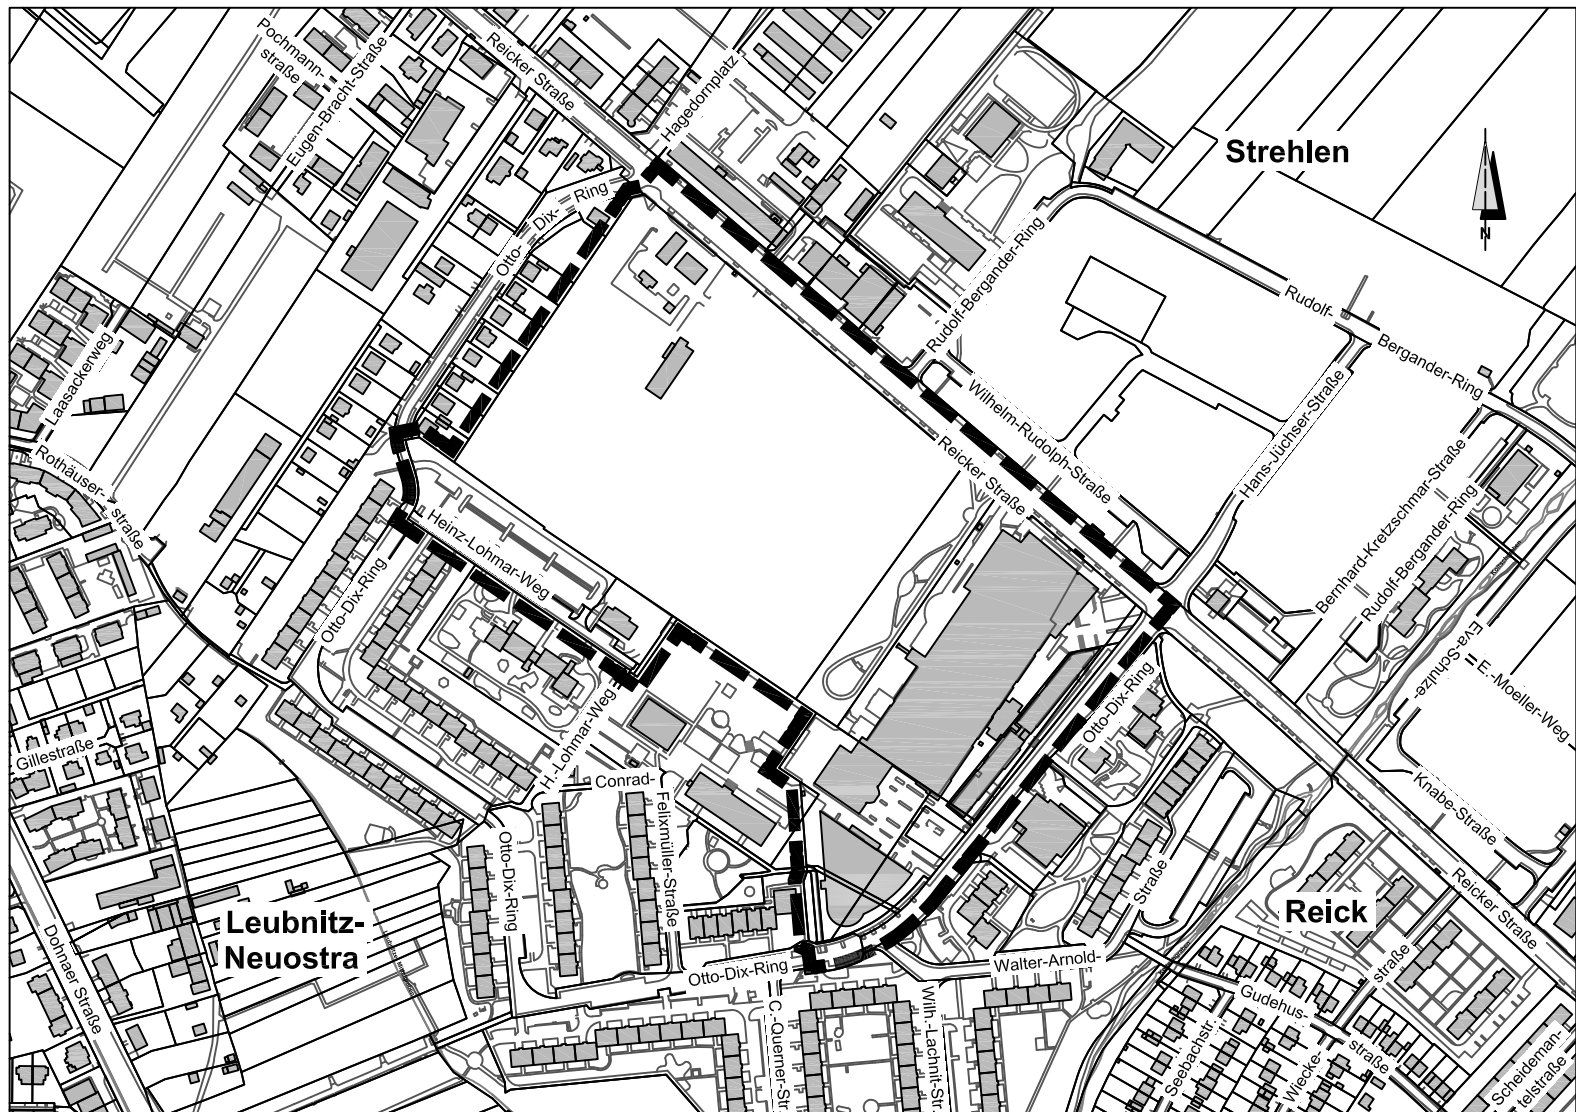 Pochmann-
straße
Eugen-Bracht-Straße
Reicker Straße
Hagedornplatz
Strehlen
N
Otto-
Dix-
Ring
Rudolf-Bergander-Ring
Rudolf-
Bergander-Ring
Laasackerweg
Rothäuser-
straße
Wilhelm-Rudolph-Straße
Reicker Straße
Hans-Jüchser-Straße
Bernhard-Kretzschmar-Straße
Rudolf-Bergander-Ring
Heinz-Lohmar-Weg
Otto-Dix-Ring
Eva-Schulze-
Knabe-Straße
E.-Moeller-Weg
Otto-Dix-Ring
Gillestraße
H.-Lohmar-Weg
Conrad-
Felixmüller-Straße
Otto-Dix-Ring
Leubnitz-
Neuostra
Dohnaer Straße
Otto-Dix-Ring
C.-Querner-Str.
Wilh.-Lachnit-Str.
Walter-Arnold-
Straße
Reick
Reicker Straße
Gudehus-
straße
straße
Wiecke-
Seebachstr.
Scheideman-
telstraße